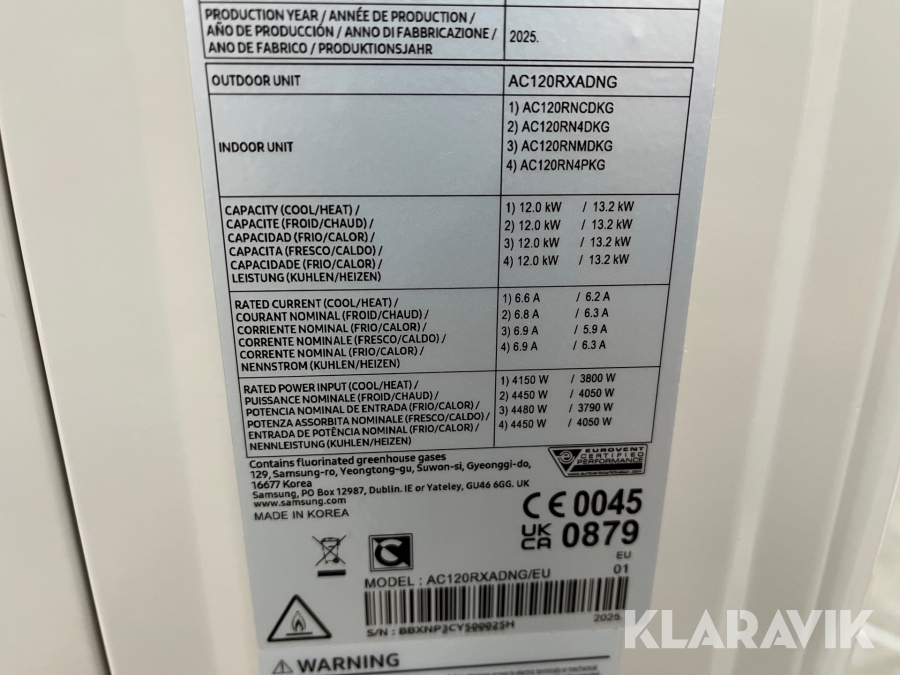 PRODUCTION YEAR / ANNÉE DE PRODUCTION /
AÑO DE PRODUCCIÓN / ANNO DI FABBRICAZIONE /
ANO DE FABRICO / PRODUKTIONSJAHR
2025.
OUTDOOR UNIT
AC120RXADNG
INDOOR UNIT
1) AC120RNCDKG
2) AC120RN4DKG
3) AC120RNMDKG
4) AC120RN4PKG
CAPACITY (COOL/HEAT) /
CAPACITE (FROID/CHAUD) /
CAPACIDAD (FRIO/CALOR) /
CAPACITA (FRESCO/CALDO) /
CAPACIDADE (FRIO/CALOR) /
LEISTUNG (KUHLEN/HEIZEN)
1) 12.0 kW / 13.2 kW
2) 12.0 kW / 13.2 kW
3) 12.0 kW / 13.2 kW
4) 12.0 kW / 13.2 kW
RATED CURRENT (COOL/HEAT) /
COURANT NOMINAL (FROID/CHAUD) /
CORRIENTE NOMINAL (FRIO/CALOR) /
CORRENTE NOMINALE (FRESCO/CALDO) /
CORRENTE NOMINAL (FRIO/CALOR) /
NENNSTROM (KUHLEN/HEIZEN)
1) 6.6 A / 6.2 A
2) 6.8 A / 6.3 A
3) 6.9 A / 5.9 A
4) 6.9 A / 6.3 A
RATED POWER INPUT (COOL/HEAT) /
PUISSANCE NOMINALE (FROID/CHAUD) /
POTENCIA NOMINAL DE ENTRADA (FRIO/CALOR) /
POTENZA ASSORBITA NOMINALE (FRESCO/CALDO) /
ENTRADA DE POTÊNCIA NOMINAL (FRIO/CALOR) /
NENNLEISTUNG (KUHLEN/HEIZEN)
1) 4150 W / 3800 W
2) 4450 W / 4050 W
3) 4480 W / 3790 W
4) 4450 W / 4050 W
Contains fluorinated greenhouse gases
129, Samsung-ro, Yeongtong-gu, Suwon-si, Gyeonggi-do,
16677 Korea
Samsung, PO Box 12987, Dublin. IE or Yateley, GU46 6GG. UK
www.samsung.com
MADE IN KOREA
EUROVENT
CERTIFIED
PERFORMANCE
CE 0045
UK
CA 0879
EU
01
MODEL : AC120RXADNG/EU
S/N : BBXNP3CY500025H
2025.
WARNING
KLARAVIK